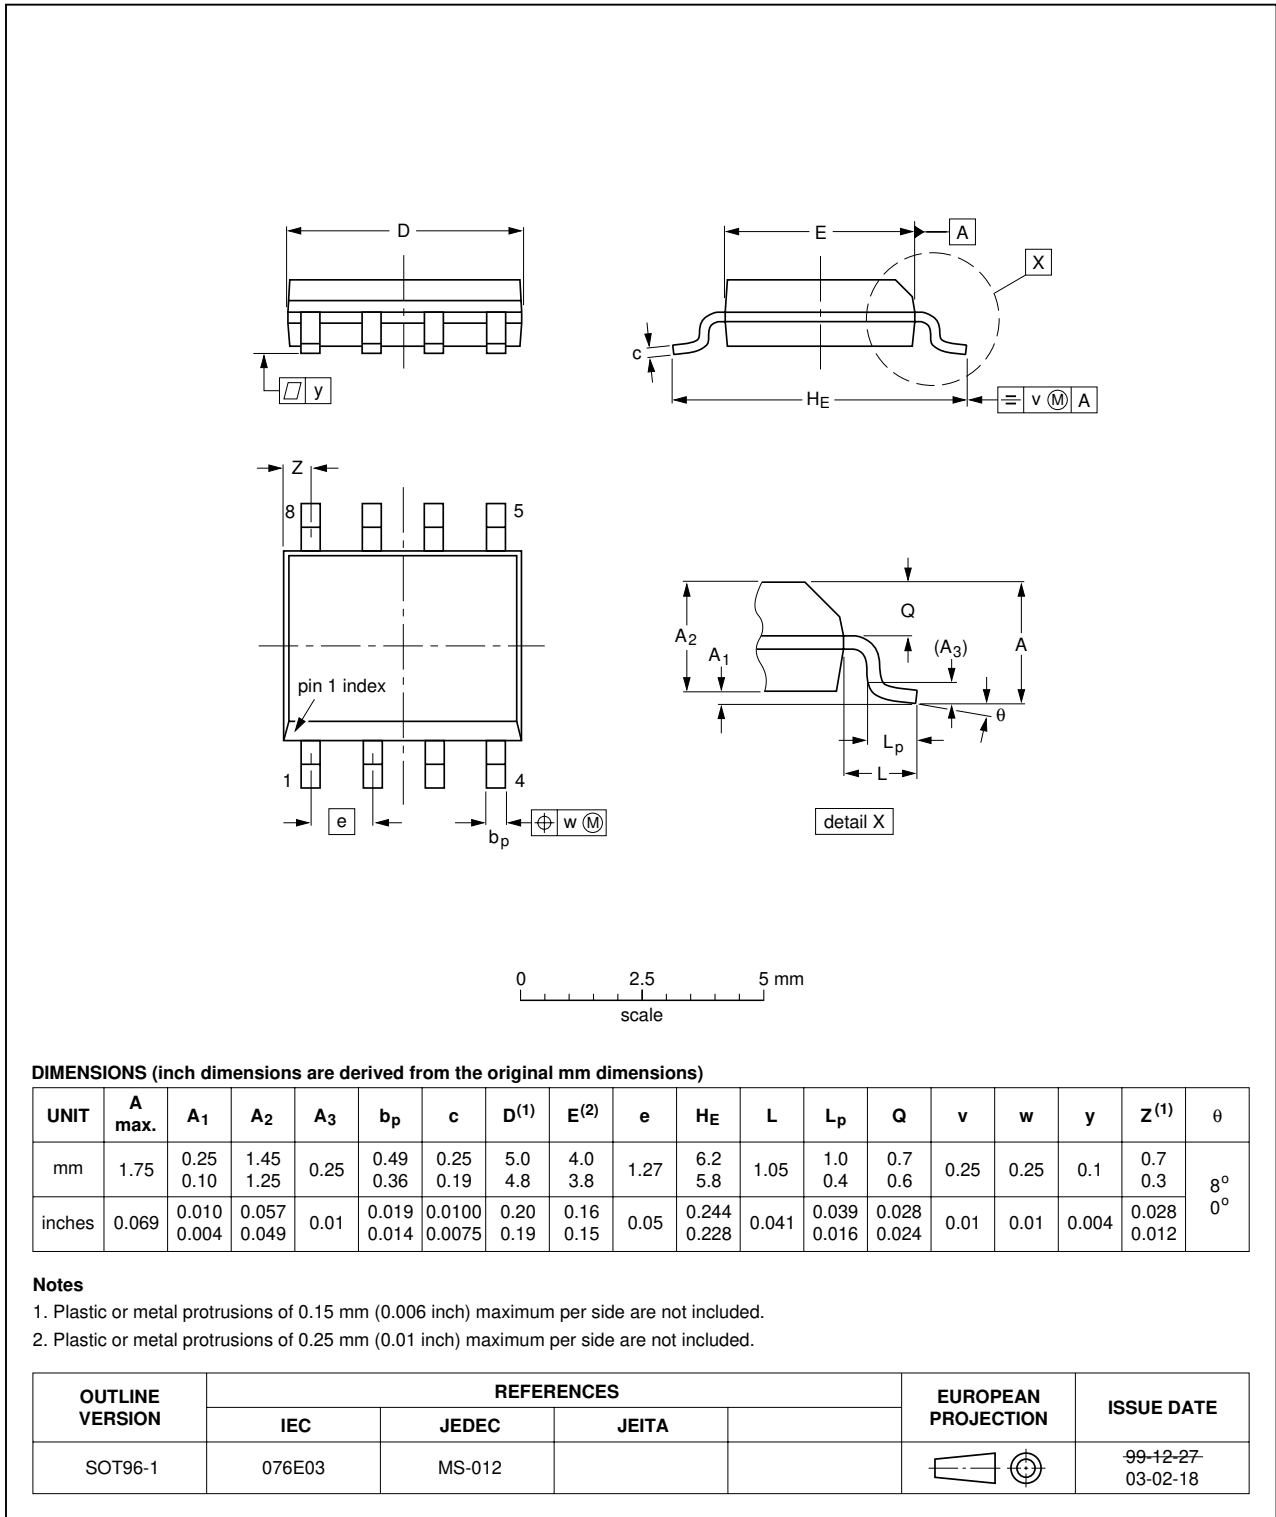 D
E
A
X
c
y
HE
v M A
Z
8
5
pin 1 index
1
4
e
bp
w M
Q
A2
A1
(A3)
A
θ
Lp
L
detail X
0 2.5 5 mm
scale
DIMENSIONS (inch dimensions are derived from the original mm dimensions)
UNIT A max. A1 A2 A3 bp c D(1) E(2) e HE L Lp Q v w y Z(1) θ
mm 1.75 0.25 0.10 1.45 1.25 0.25 0.49 0.36 0.25 0.19 5.0 4.8 4.0 3.8 1.27 6.2 5.8 1.05 1.0 0.4 0.7 0.6 0.25 0.25 0.1 0.7 0.3 8° 0°
inches 0.069 0.010 0.004 0.057 0.049 0.01 0.019 0.014 0.0100 0.0075 0.20 0.19 0.16 0.15 0.05 0.244 0.228 0.041 0.039 0.016 0.028 0.024 0.01 0.01 0.004 0.028 0.012
Notes
1. Plastic or metal protrusions of 0.15 mm (0.006 inch) maximum per side are not included.
2. Plastic or metal protrusions of 0.25 mm (0.01 inch) maximum per side are not included.
OUTLINE VERSION REFERENCES EUROPEAN PROJECTION ISSUE DATE
IEC JEDEC JEITA
SOT96-1 076E03 MS-012 99-12-27
03-02-18